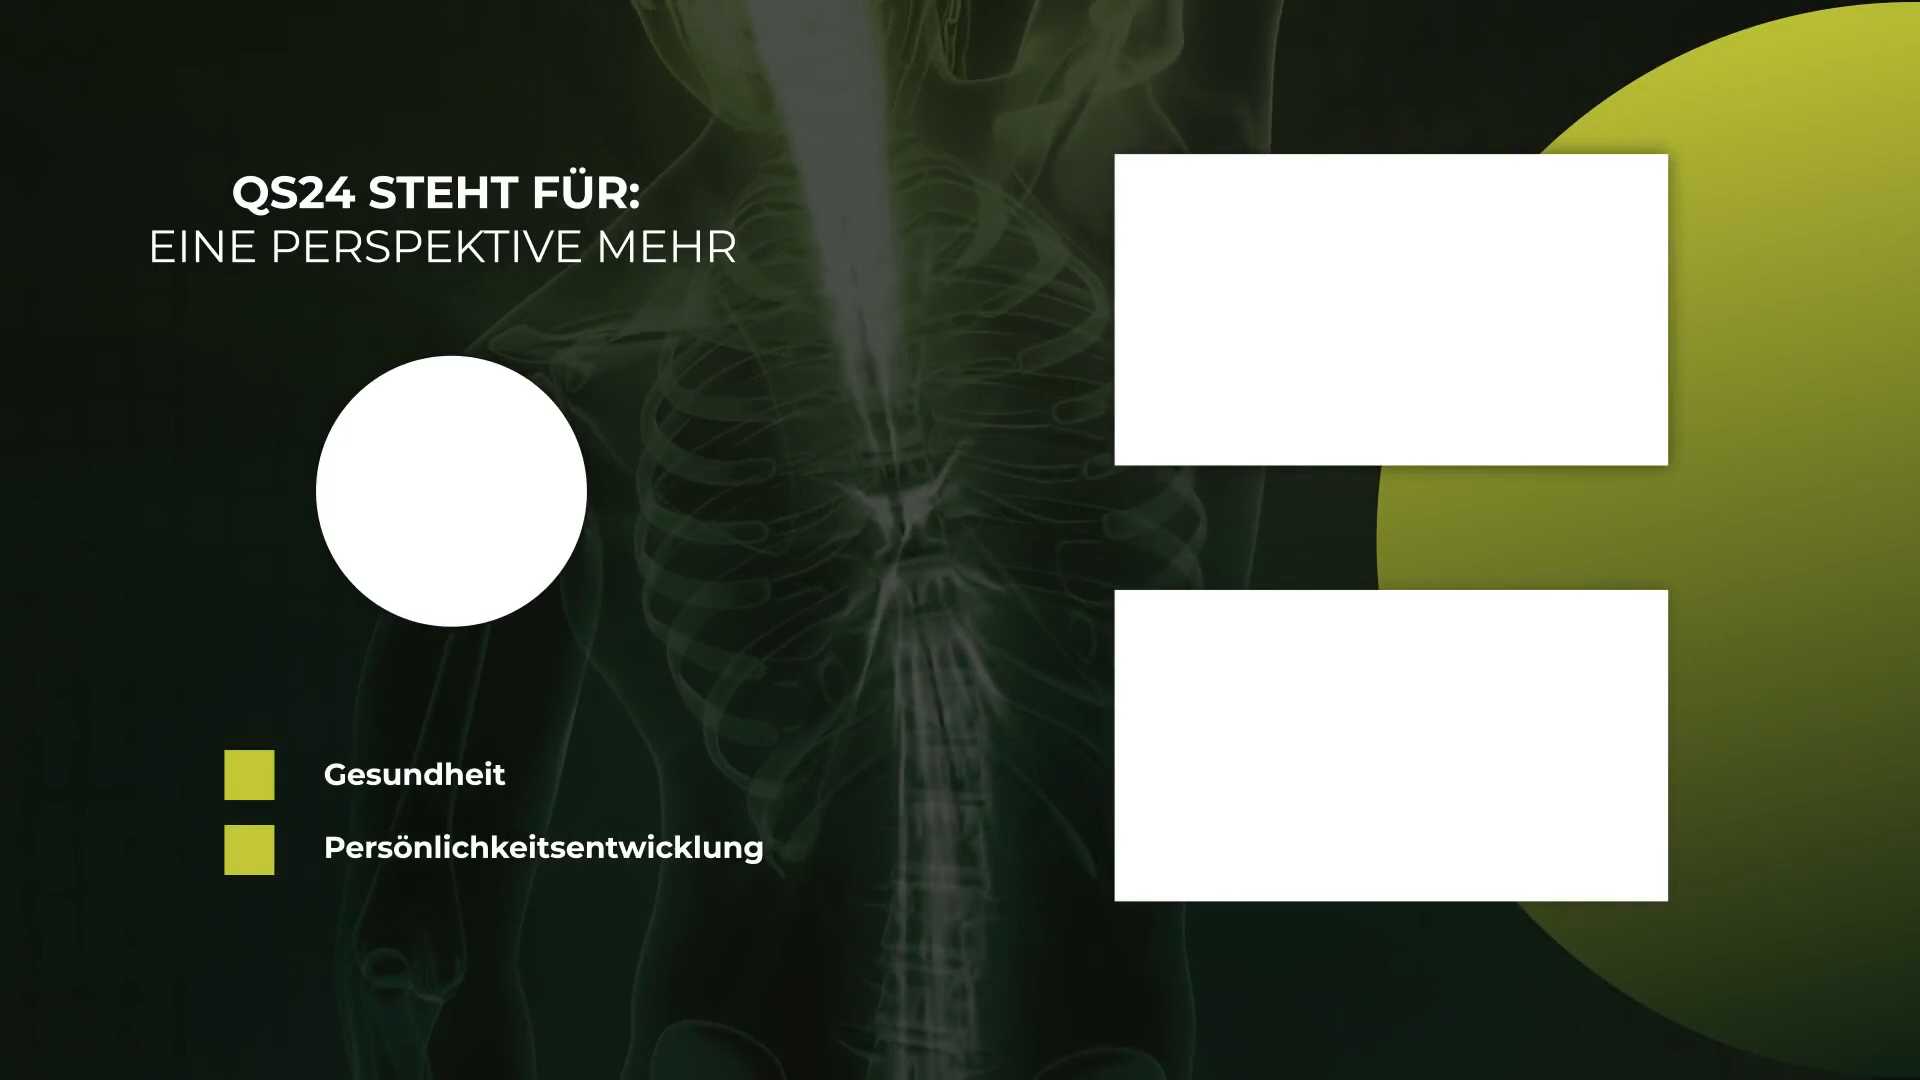 QS24 STEHT FÜR:
EINE PERSPEKTIVE MEHR
Gesundheit
Persönlichkeitsentwicklung